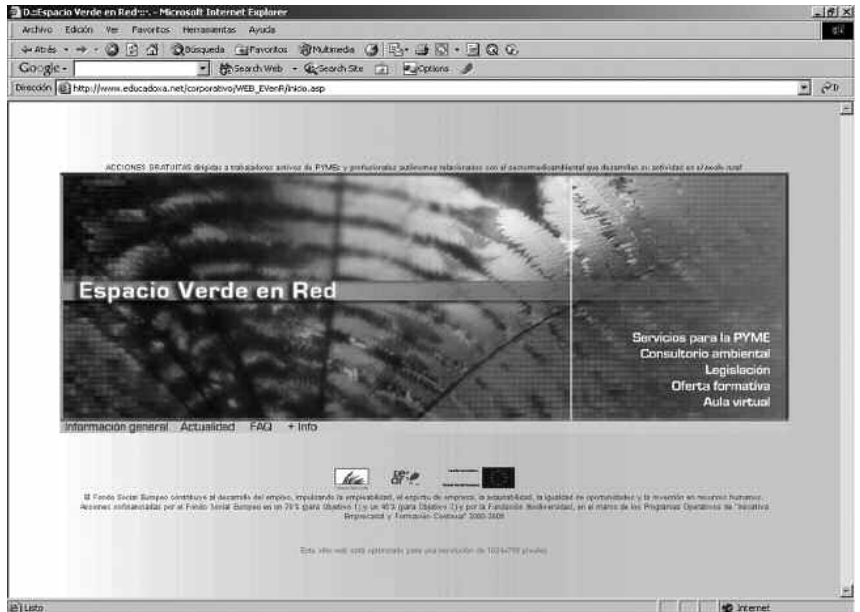 D.::Espacio Verde en Red::.. - Microsoft Internet Explorer
Archivo Edición Ver Favoritos Herramientas Ayuda
Atrás Búsqueda Favoritos Multimedia
Google Search Web Search Site Options
Dirección http://www.educadoxa.net/corporativo/WEB_EVenR/inicio.asp
ACCIONES GRATUITAS dirigidas a trabajadores activos de PYMEs y profesionales autónomos relacionados con el sector medioambiental que desarrollan su actividad en el medio rural
Espacio Verde en Red
Servicios para la PYME
Consultorio ambiental
Legislación
Oferta formativa
Aula virtual
Información general Actualidad FAQ + Info
El Fondo Social Europeo contribuye al desarrollo del empleo, impulsando la empleabilidad, el espíritu de empresa, la adaptabilidad, la igualdad de oportunidades y la inversión en recursos humanos.
Acciones cofinanciadas por el Fondo Social Europeo en un 70% (para Objetivo 1) y un 45% (para Objetivo 3) y por la Fundación Biodiversidad, en el marco de los Programas Operativos de "Iniciativa
Empresarial y Formación Continua" 2000-2006
Este sitio web está optimizado para una resolución de 1024x768 píxeles
Listo Internet